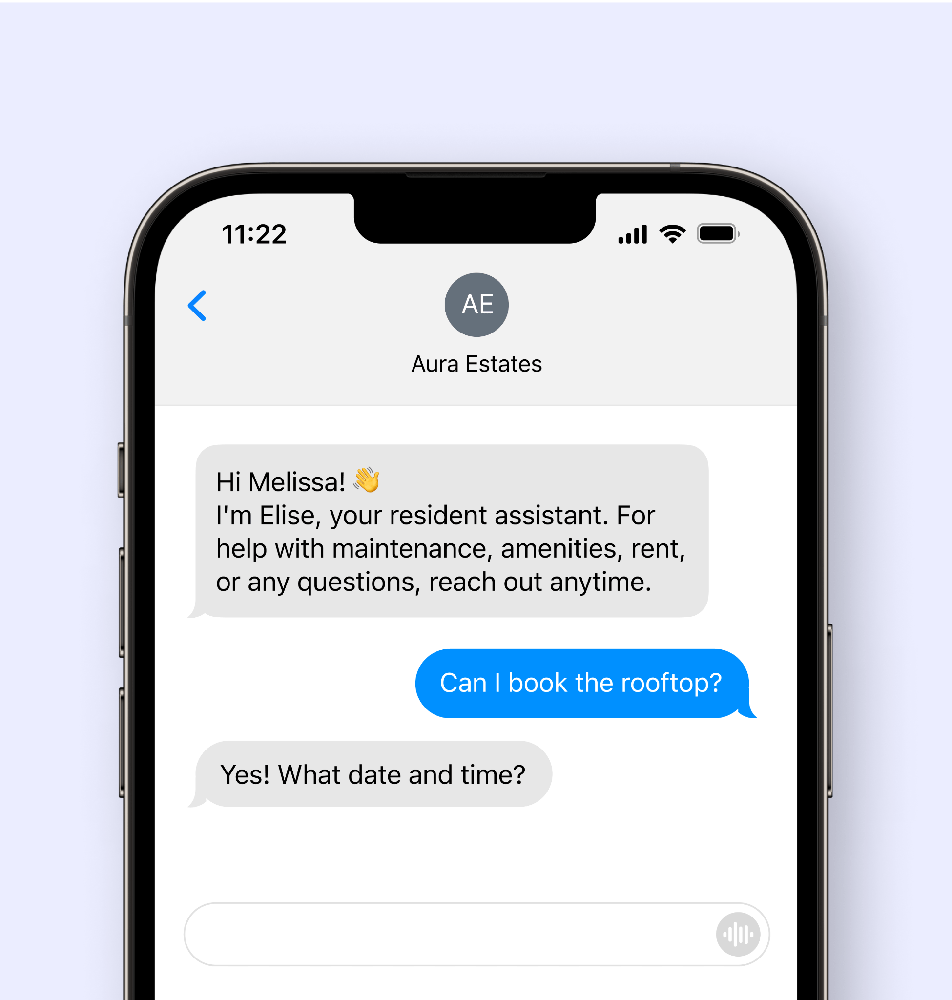 11:22
AE
Aura Estates
Hi Melissa! 👋
I'm Elise, your resident assistant. For
help with maintenance, amenities, rent,
or any questions, reach out anytime.
Can I book the rooftop?
Yes! What date and time?